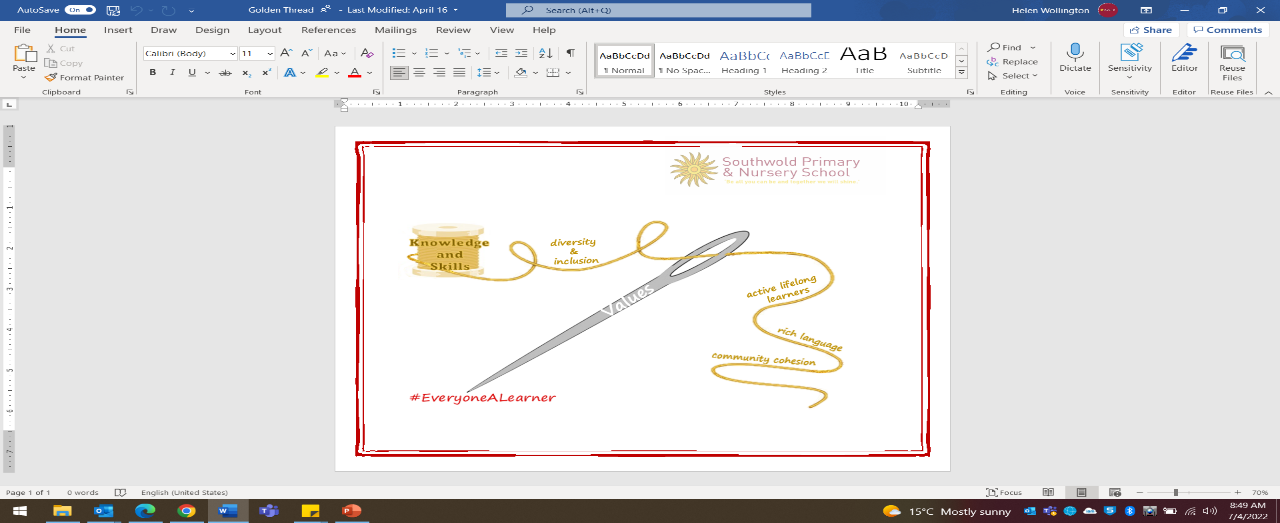 AutoSave On
Golden Thread - Last Modified: April 16
Search (Alt+Q)
Helen Wollington
File Home Insert Draw Design Layout References Mailings Review View Help
Share Comments
Paste
Cut
Copy
Format Painter
Calibri (Body) 11
AaBbCcDd AaBbCcDd AaBbCc AaBbCcE AaB AaBbCcD
¶ Normal ¶ No Spac... Heading 1 Heading 2 Title Subtitle
Find
Replace
Select
Dictate
Sensitivity
Editor
Reuse
Files
Clipboard Font Paragraph Styles Editing Voice Sensitivity Editor Reuse Files
Southwold Primary
& Nursery School
Knowledge
and
Skills
diversity
&
inclusion
Values
active lifelong
learners
rich language
community cohesion
#EveryoneALearner
Page 1 of 1 0 words English (United States) Focus 70%
15°C Mostly sunny
8:49 AM
7/4/2022